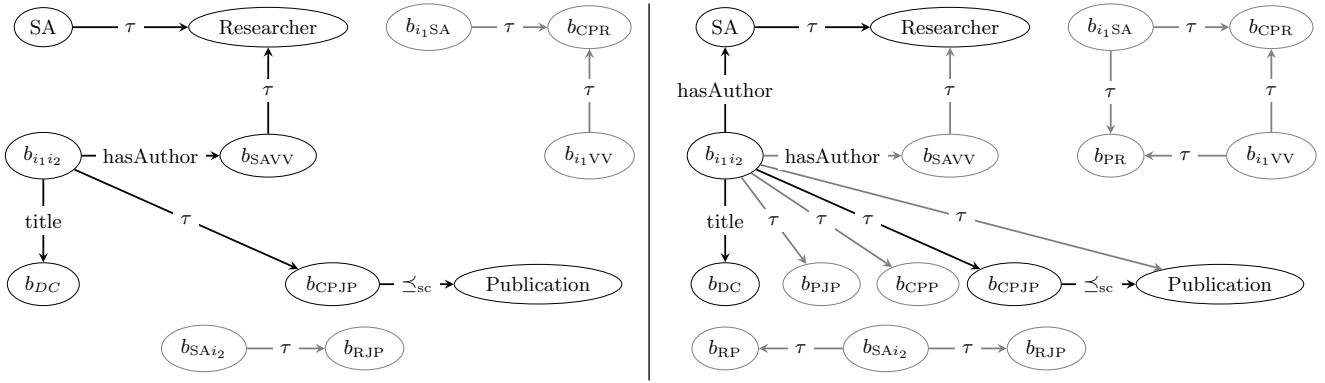 SA τ Researcher b_{i₁SA} τ b_{CPR}
τ τ
b_{i₁i₂} hasAuthor b_{SAVV} b_{i₁VV}
title τ
b_{DC} b_{CPJP} ⪯_{sc} Publication
b_{SAi₂} τ b_{RJP}
SA τ Researcher b_{i₁SA} τ b_{CPR}
hasAuthor τ τ τ
b_{i₁i₂} hasAuthor b_{SAVV} b_{PR} τ b_{i₁VV}
title τ τ τ τ
b_{DC} b_{PJP} b_{CPP} b_{CPJP} ⪯_{sc} Publication
b_{RP} τ b_{SAi₂} τ b_{RJP}